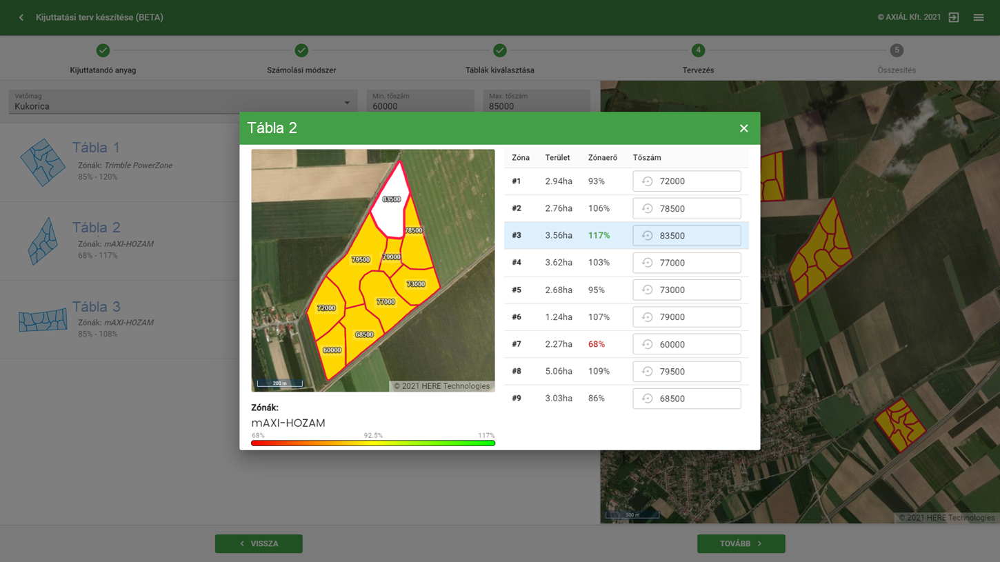 Kijuttatási terv készítése (BETA)
© AXIÁL Kft. 2021
4
5
Kijuttatandó anyag
Számolási módszer
Táblák kiválasztása
Tervezés
Összesítés
Vetőmag
Kukorica
Min. tőszám
60000
Max. tőszám
85000
Tábla 1
Zónák: Trimble PowerZone
85% - 120%
Tábla 2
Zónák: mAXI-HOZAM
68% - 117%
Tábla 3
Zónák: mAXI-HOZAM
85% - 108%
Tábla 2
83500
78500
79500
79000
73000
72000
77000
68500
60000
200 m
© 2021 HERE Technologies
Zónák:
mAXI-HOZAM
68% 92.5% 117%
Zóna Terület Zónaerő Tőszám
#1 2.94ha 93% 72000
#2 2.76ha 106% 78500
#3 3.56ha 117% 83500
#4 3.62ha 103% 77000
#5 2.68ha 95% 73000
#6 1.24ha 107% 79000
#7 2.27ha 68% 60000
#8 5.06ha 109% 79500
#9 3.03ha 86% 68500
500 m
© 2021 HERE Technologies
VISSZA
TOVÁBB